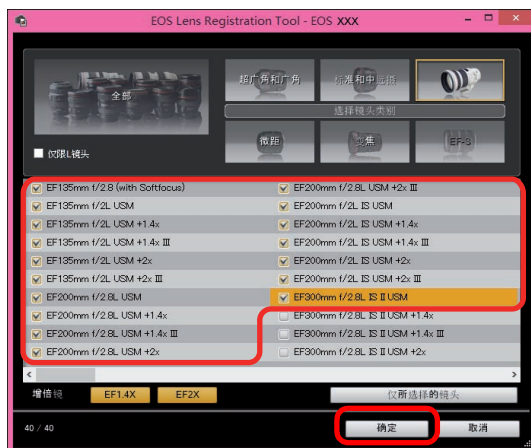 EOS Lens Registration Tool - EOS XXX
全部
仅限L镜头
超广角和广角
标准和中远摄
选择镜头类别
微距
变焦
EF-S
EF135mm f/2.8 (with Softfocus)
EF135mm f/2L USM
EF135mm f/2L USM +1.4x
EF135mm f/2L USM +1.4x III
EF135mm f/2L USM +2x
EF135mm f/2L USM +2x III
EF200mm f/2.8L USM
EF200mm f/2.8L USM +1.4x
EF200mm f/2.8L USM +1.4x III
EF200mm f/2.8L USM +2x
EF200mm f/2.8L USM +2x III
EF200mm f/2L IS USM
EF200mm f/2L IS USM +1.4x
EF200mm f/2L IS USM +1.4x III
EF200mm f/2L IS USM +2x
EF200mm f/2L IS USM +2x III
EF300mm f/2.8L IS II USM
EF300mm f/2.8L IS II USM +1.4x
EF300mm f/2.8L IS II USM +1.4x III
EF300mm f/2.8L IS II USM +2x
增倍镜 EF1.4X EF2X 仅所选择的镜头
40 / 40 确定 取消